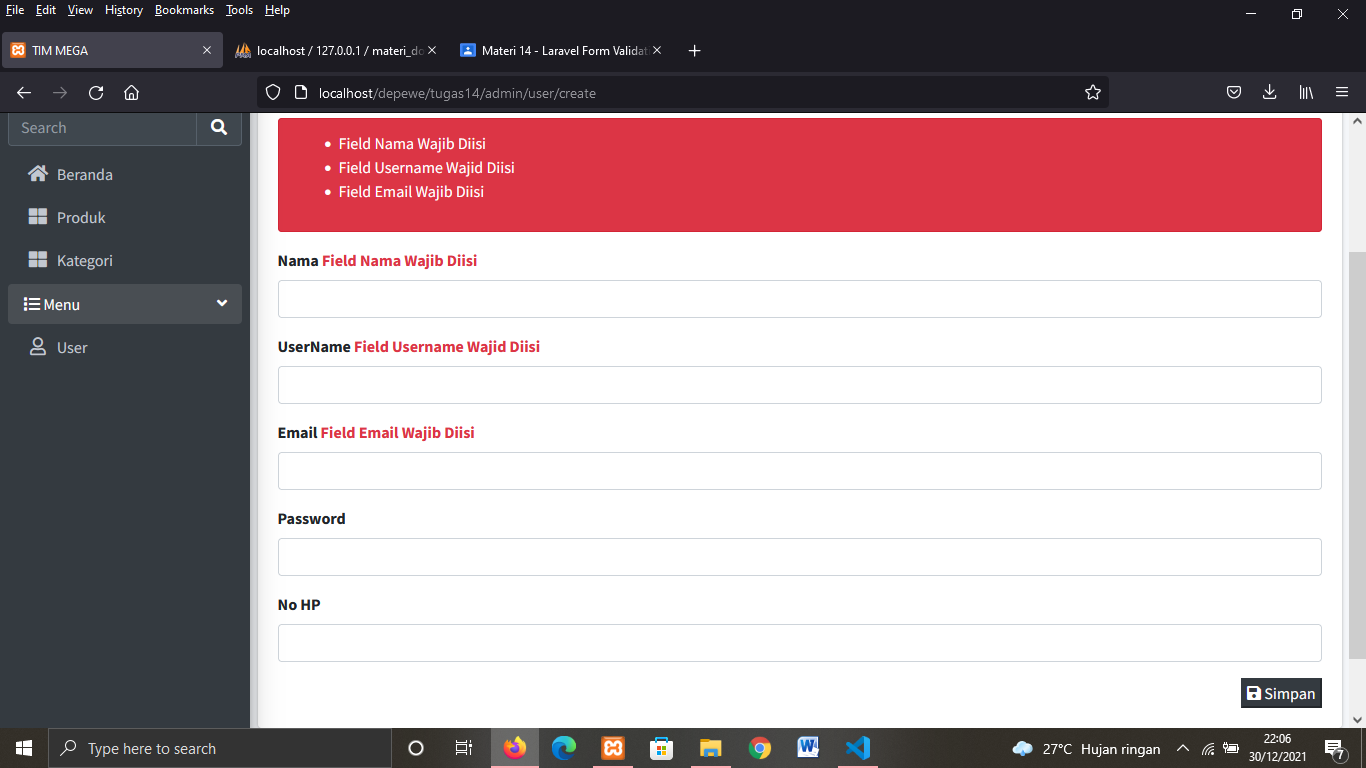 File Edit View History Bookmarks Tools Help
TIM MEGA
localhost / 127.0.0.1 / materi_do
Materi 14 - Laravel Form Validat
localhost/depewe/tugas14/admin/user/create
Search
Beranda
Produk
Kategori
Menu
User
Field Nama Wajib Diisi
Field Username Wajid Diisi
Field Email Wajib Diisi
Nama Field Nama Wajib Diisi
UserName Field Username Wajid Diisi
Email Field Email Wajib Diisi
Password
No HP
Simpan
Type here to search
27°C Hujan ringan
22:06
30/12/2021
7